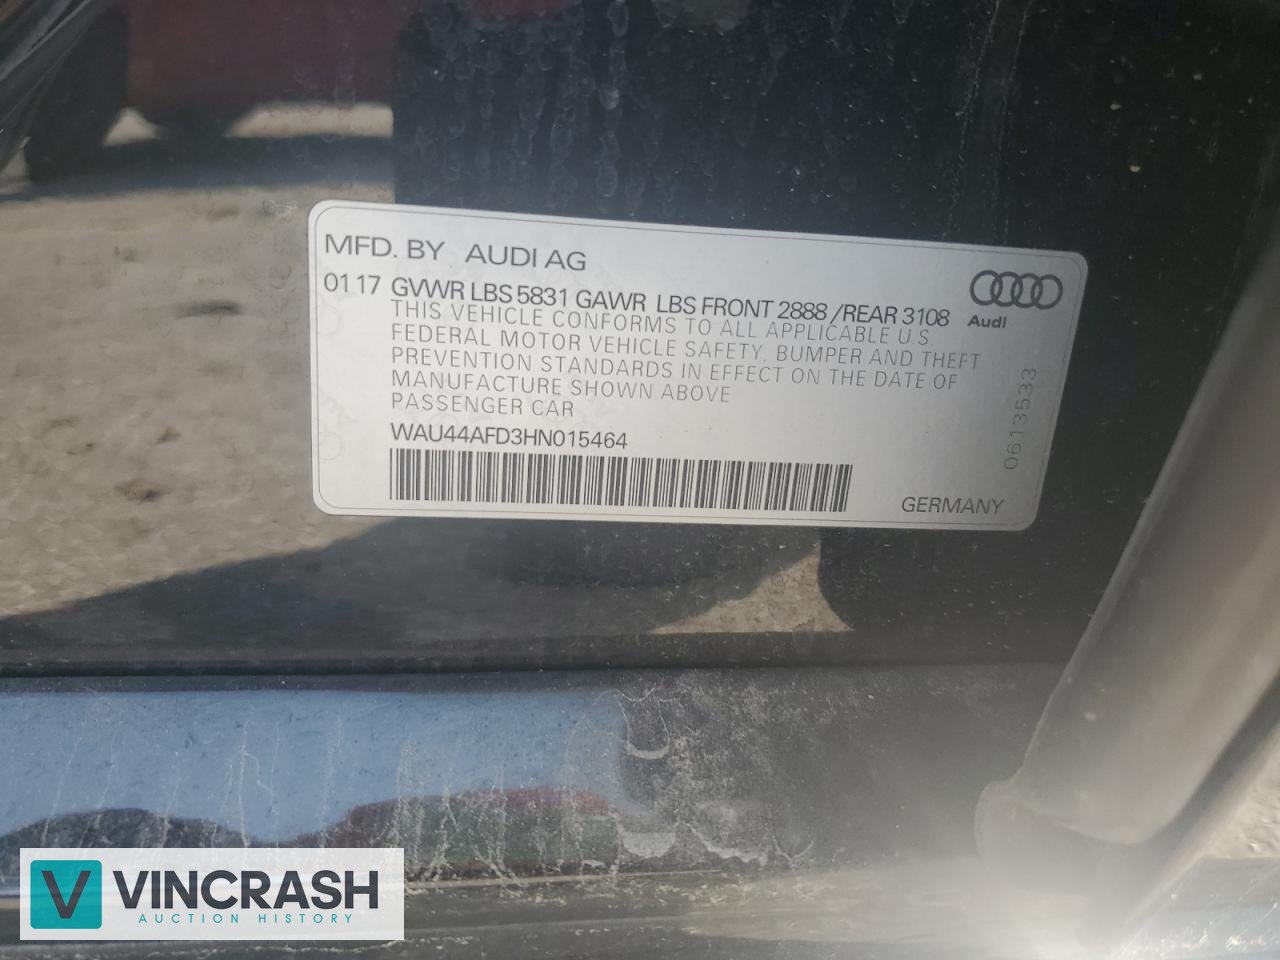 MFD. BY AUDI AG
01 17 GVWR LBS 5831 GAWR LBS FRONT 2888 /REAR 3108
Audi
THIS VEHICLE CONFORMS TO ALL APPLICABLE U.S.
FEDERAL MOTOR VEHICLE SAFETY, BUMPER AND THEFT
PREVENTION STANDARDS IN EFFECT ON THE DATE OF
MANUFACTURE SHOWN ABOVE
PASSENGER CAR
WAU44AFD3HN015464
GERMANY
0613533
V VINCRASH
AUCTION HISTORY